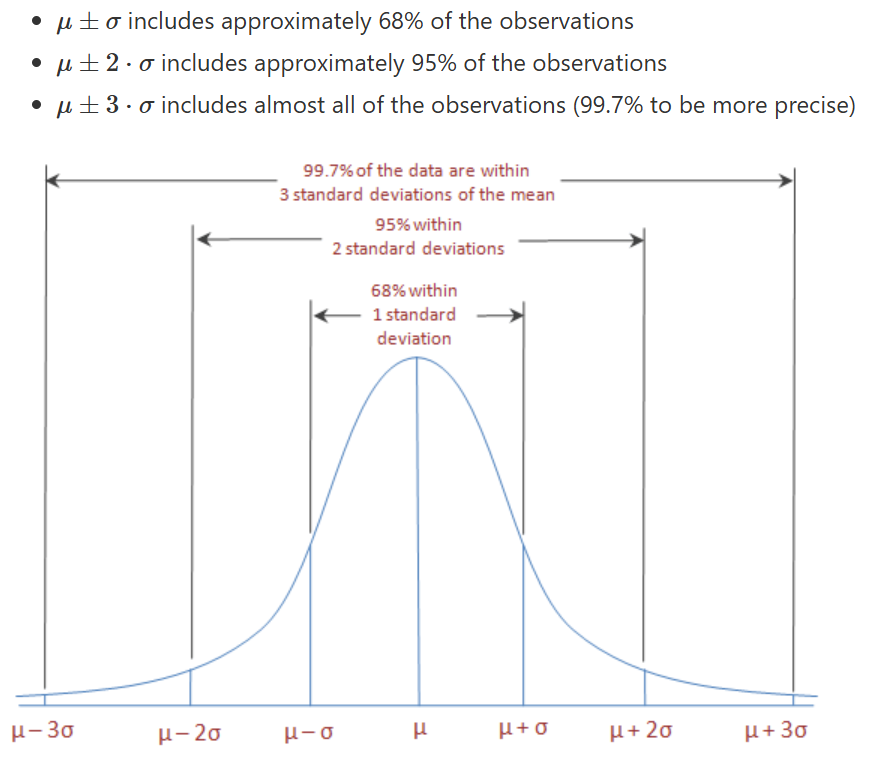 • μ ± σ includes approximately 68% of the observations
• μ ± 2 · σ includes approximately 95% of the observations
• μ ± 3 · σ includes almost all of the observations (99.7% to be more precise)
99.7% of the data are within
3 standard deviations of the mean
95% within
2 standard deviations
68% within
1 standard
deviation
μ – 3σ μ – 2σ μ – σ μ μ + σ μ + 2σ μ + 3σ